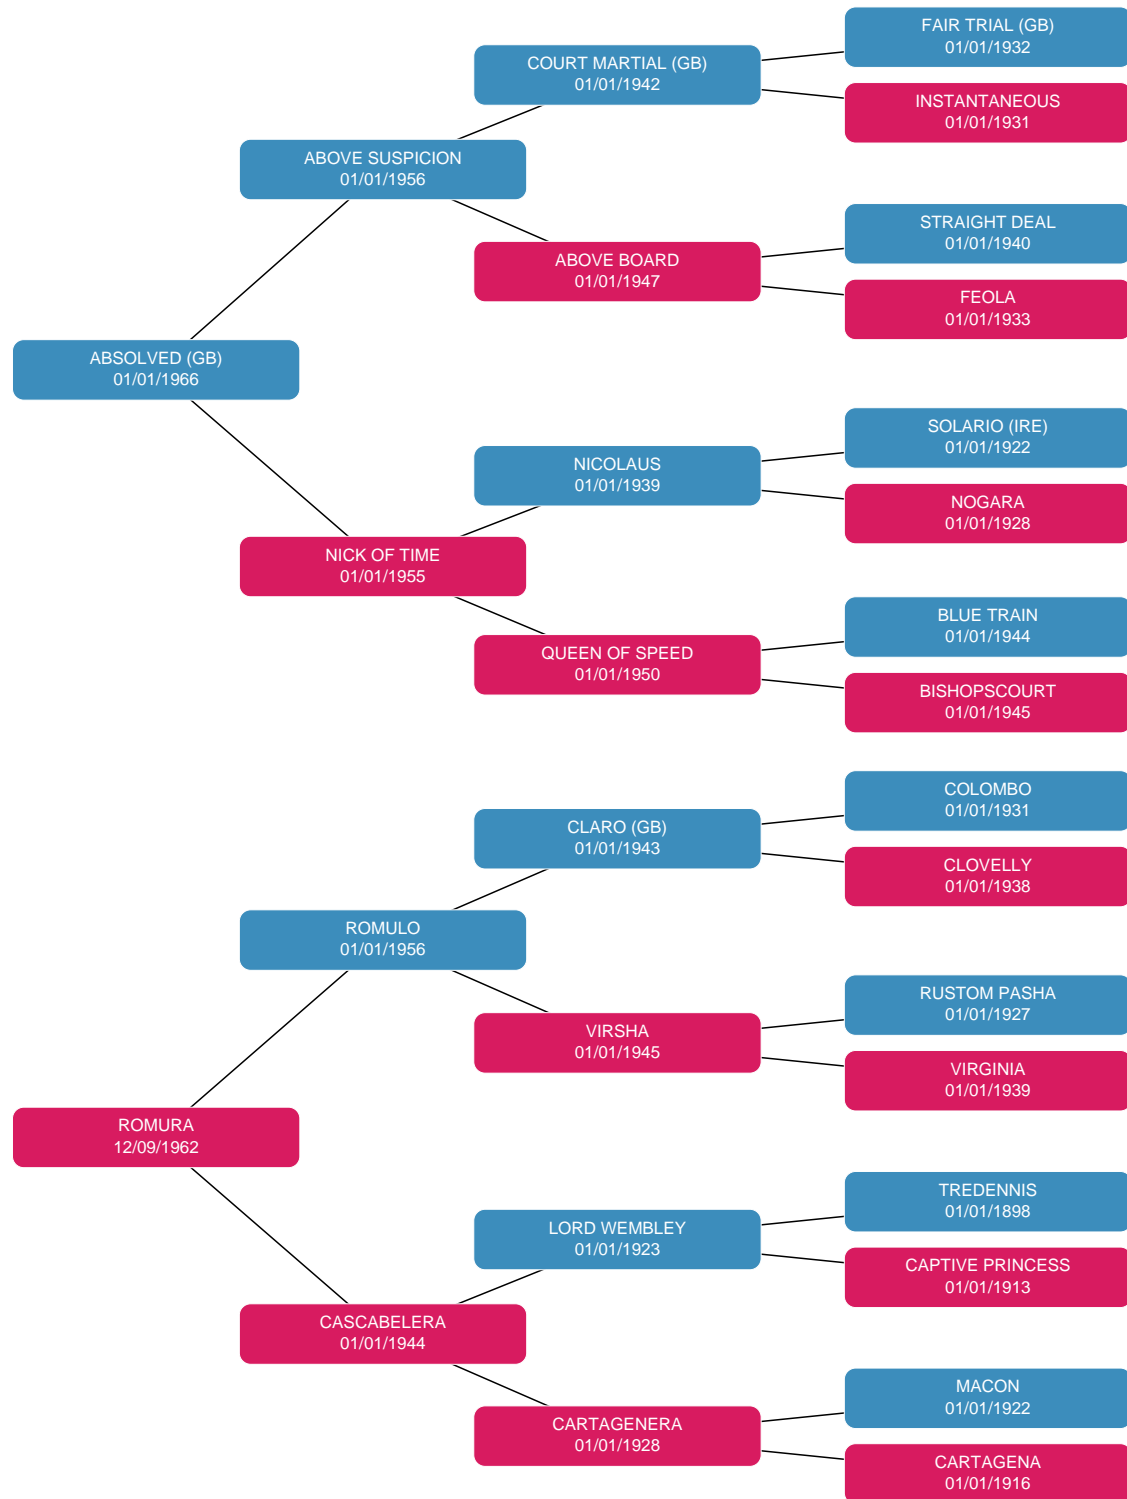 FAIR TRIAL (GB)
01/01/1932
COURT MARTIAL (GB)
01/01/1942
INSTANTANEOUS
01/01/1931
ABOVE SUSPICION
01/01/1956
STRAIGHT DEAL
01/01/1940
ABOVE BOARD
01/01/1947
FEOLA
01/01/1933
ABSOLVED (GB)
01/01/1966
SOLARIO (IRE)
01/01/1922
NICOLAUS
01/01/1939
NOGARA
01/01/1928
NICK OF TIME
01/01/1955
BLUE TRAIN
01/01/1944
QUEEN OF SPEED
01/01/1950
BISHOPSCOURT
01/01/1945
COLOMBO
01/01/1931
CLARO (GB)
01/01/1943
CLOVELLY
01/01/1938
ROMULO
01/01/1956
RUSTOM PASHA
01/01/1927
VIRSHA
01/01/1945
VIRGINIA
01/01/1939
ROMURA
12/09/1962
TREDENNIS
01/01/1898
LORD WEMBLEY
01/01/1923
CAPTIVE PRINCESS
01/01/1913
CASCABELERA
01/01/1944
MACON
01/01/1922
CARTAGENERA
01/01/1928
CARTAGENA
01/01/1916